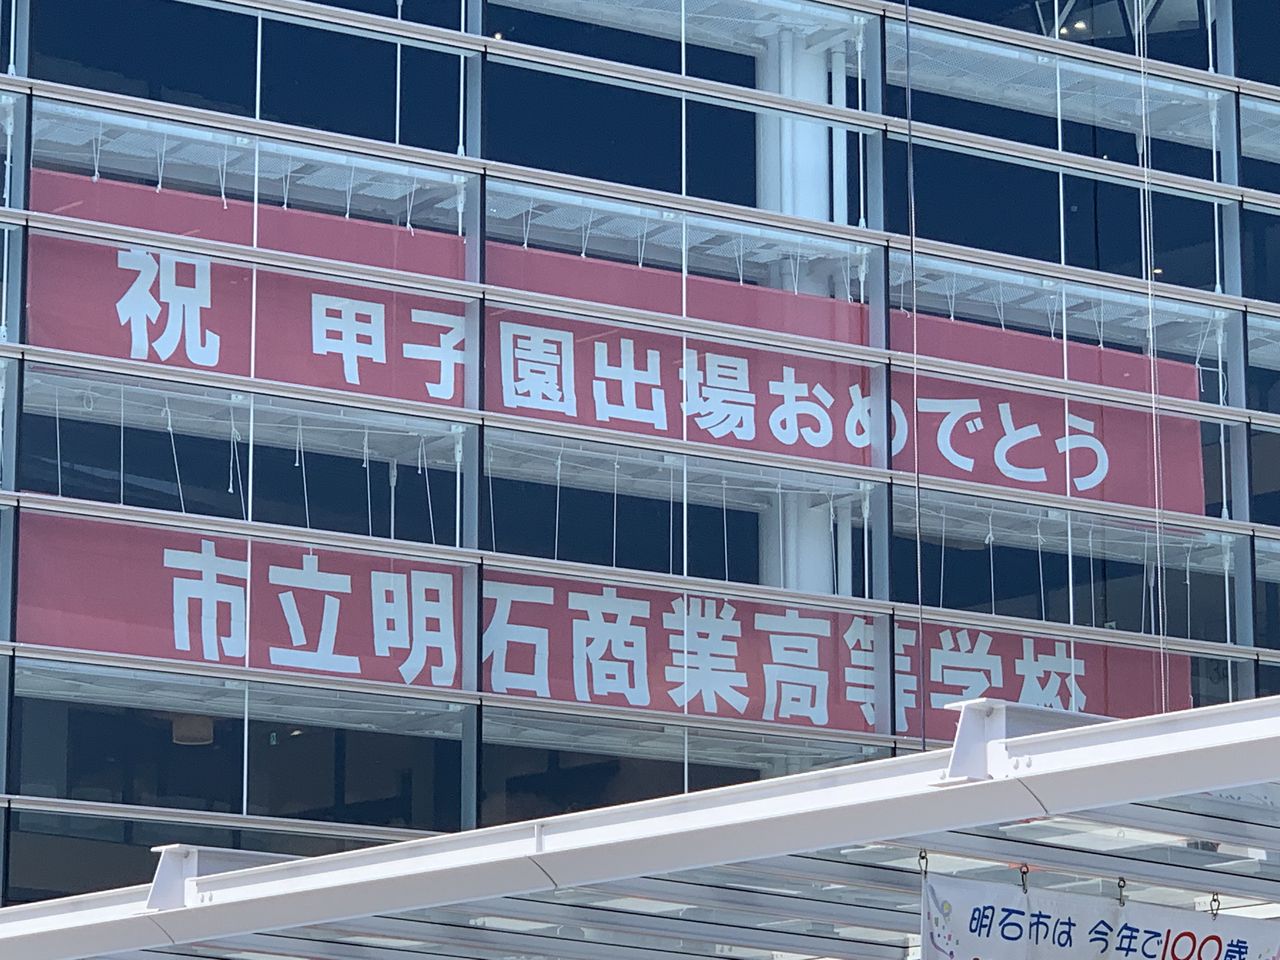 祝 甲子園出場おめでとう
市立明石商業高等学校
明石市は 今年で100歳